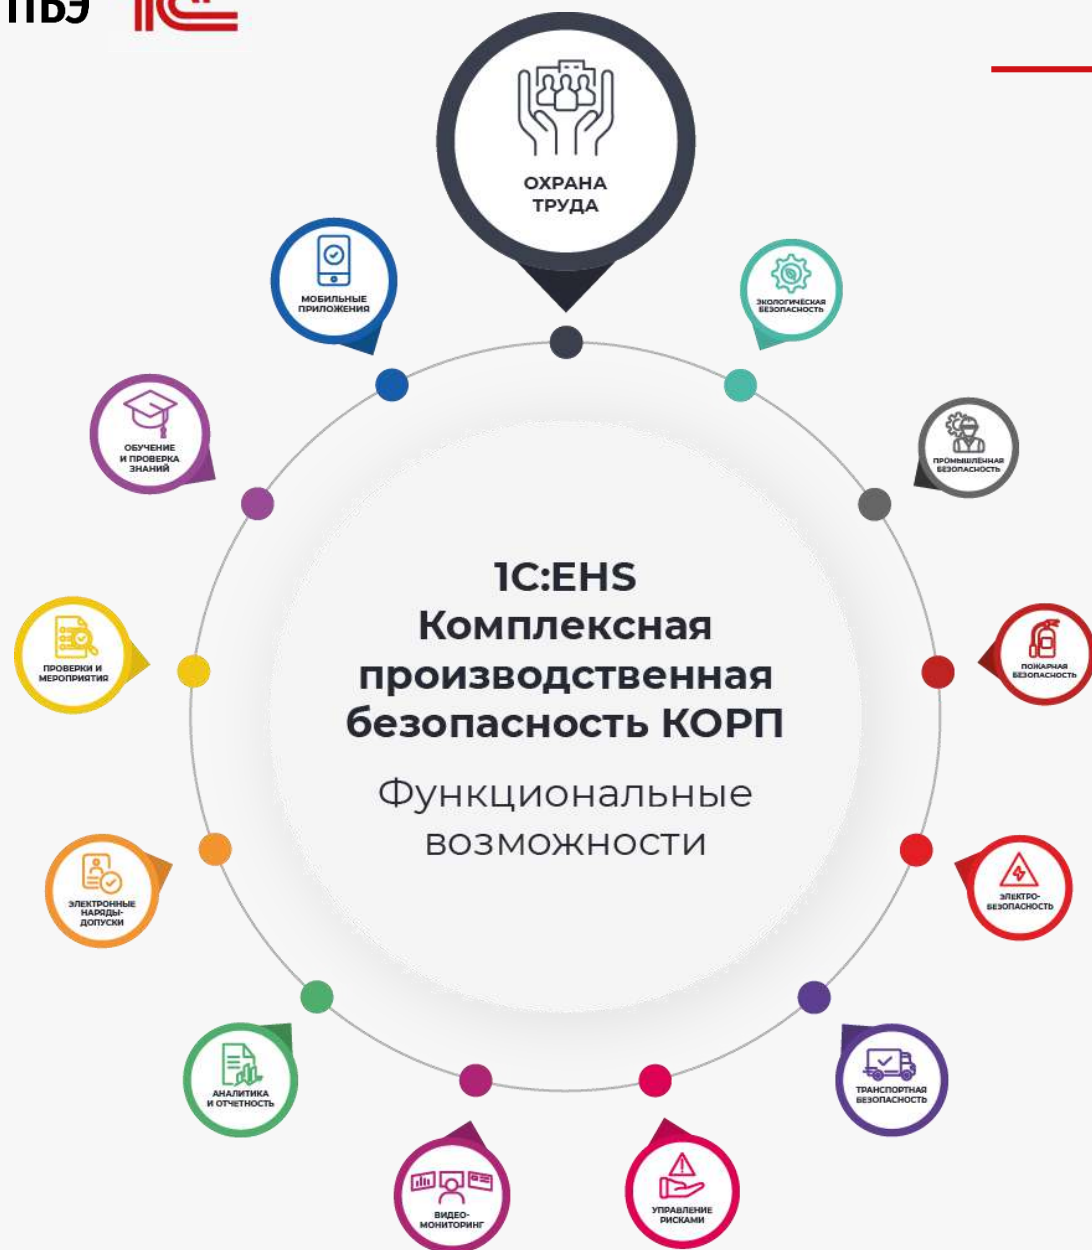 ПБЭ 1С
ОХРАНА
ТРУДА
МОБИЛЬНЫЕ
ПРИЛОЖЕНИЯ
ЭКОЛОГИЧЕСКАЯ
БЕЗОПАСНОСТЬ
ОБУЧЕНИЕ
И ПРОВЕРКА
ЗНАНИЙ
ПРОМЫШЛЕННАЯ
БЕЗОПАСНОСТЬ
1С:EHS
Комплексная
производственная
безопасность КОРП
Функциональные
возможности
ПРОВЕРКИ И
МЕРОПРИЯТИЯ
ПОЖАРНАЯ
БЕЗОПАСНОСТЬ
ЭЛЕКТРОННЫЕ
НАРЯДЫ-
ДОПУСКИ
ЭЛЕКТРО-
БЕЗОПАСНОСТЬ
АНАЛИТИКА
И ОТЧЕТНОСТЬ
ТРАНСПОРТНАЯ
БЕЗОПАСНОСТЬ
ВИДЕО-
МОНИТОРИНГ
УПРАВЛЕНИЕ
РИСКАМИ